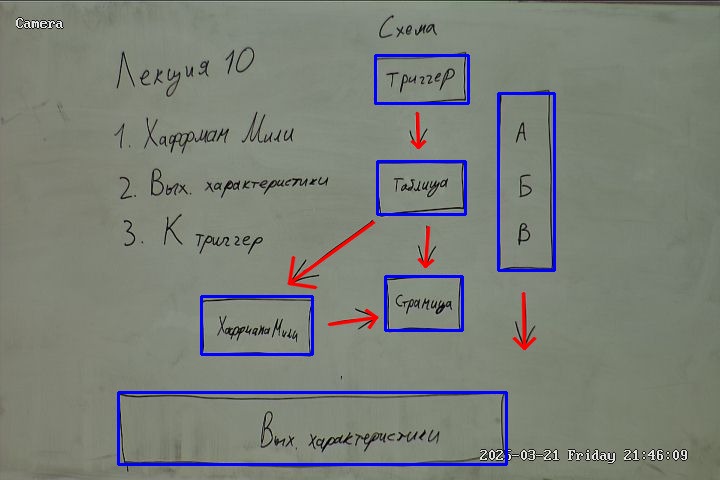 Camera
Схема
Лекция 10
Триггер
1. Хаффман Мили
А
2. Вых. характеристики
Таблица
Б
3. К триггер
В
Страница
Хаффмана Мили
Вых. характеристики
2025-03-21 Friday 21:46:09